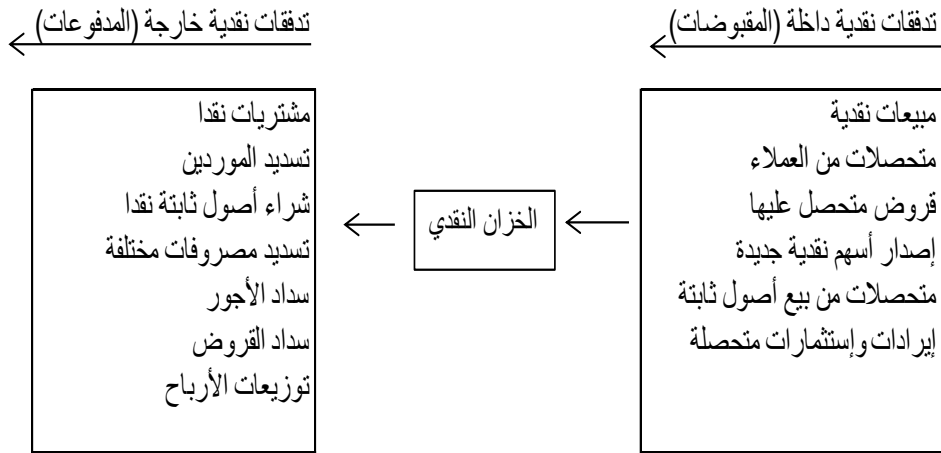 تدفقات نقدية داخلة (المقبوضات)
تدفقات نقدية خارجة (المدفوعات)
مبيعات نقدية
متحصلات من العملاء
قروض متحصل عليها
إصدار أسهم نقدية جديدة
متحصلات من بيع أصول ثابتة
إيرادات وإستثمارات متحصلة
الخزان النقدي
مشتريات نقدا
تسديد الموردين
شراء أصول ثابتة نقدا
تسديد مصروفات مختلفة
سداد الأجور
سداد القروض
توزيعات الأرباح